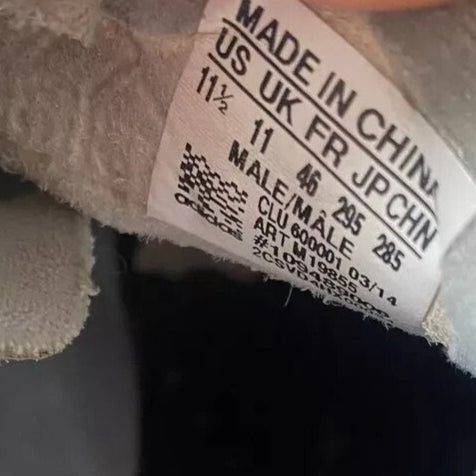 MADE IN CHINA
US UK FR JP CHN
11½ 11 46 295 285
MALE/MÂLE
CLU 600001 03/14
ART M19855